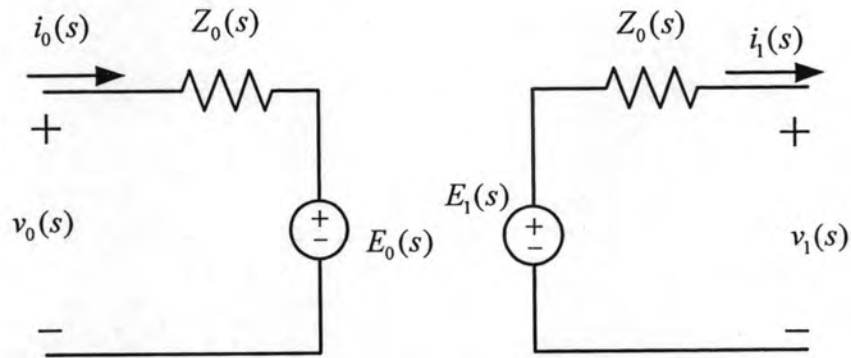 i₀(s) Z₀(s) Z₀(s) i₁(s)
+ +
+ − E₁(s) + −
v₀(s) E₀(s) v₁(s)
− −